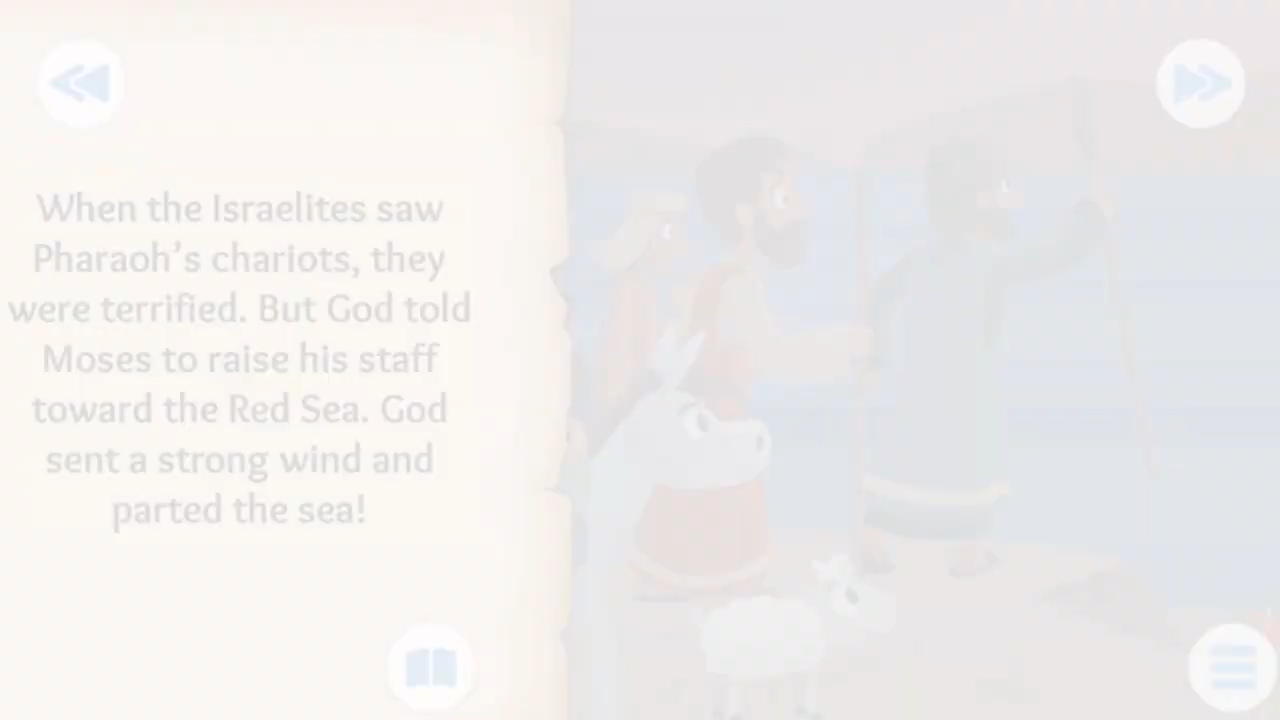 When the Israelites saw
Pharaoh's chariots, they
were terrified. But God told
Moses to raise his staff
toward the Red Sea. God
sent a strong wind and
parted the sea!